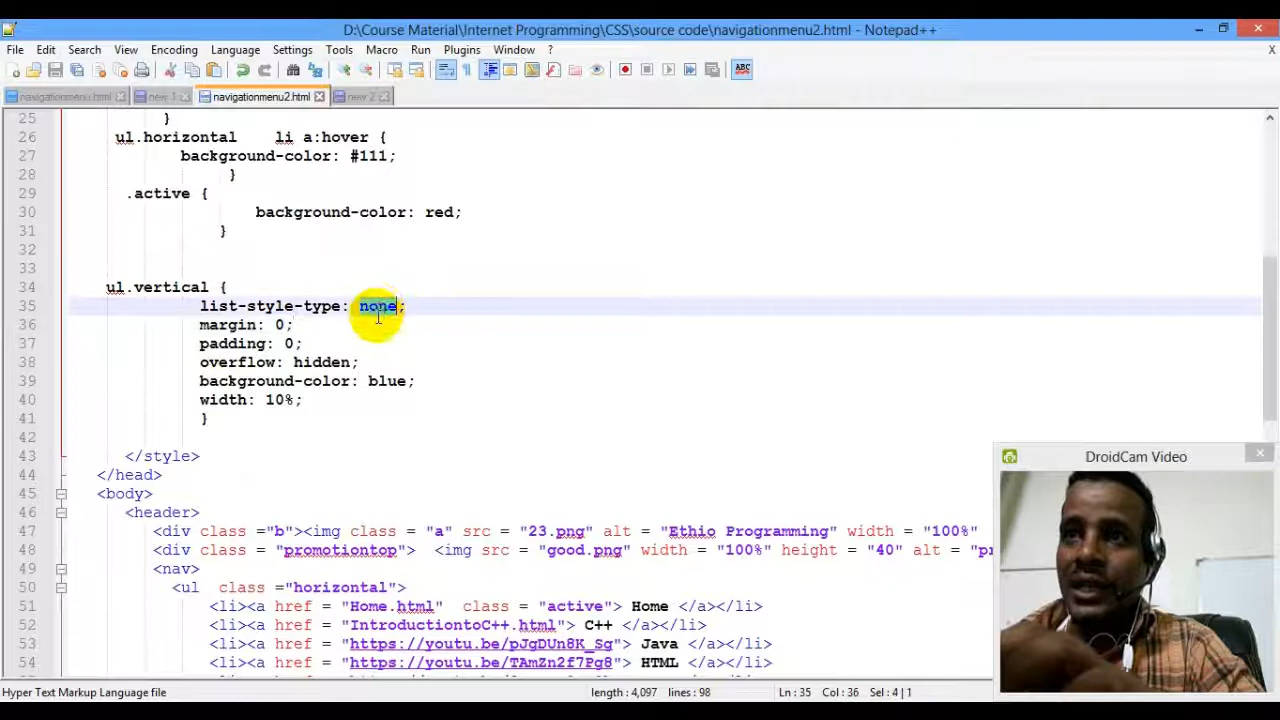 D:\Course Material\Internet Programming\CSS\source code\navigationmenu2.html - Notepad++
File Edit Search View Encoding Language Settings Tools Macro Run Plugins Window ? X
navigationmenu.html new 1 navigationmenu2.html new 2
25 }
26 ul.horizontal li a:hover {
27 background-color: #111;
28 }
29 .active {
30 background-color: red;
31 }
32
33
34 ul.vertical {
35 list-style-type: none;
36 margin: 0;
37 padding: 0;
38 overflow: hidden;
39 background-color: blue;
40 width: 10%;
41 }
42
43 </style>
44 </head>
45 <body>
46 <header>
47 <div class ="b"><img class = "a" src = "23.png" alt = "Ethio Programming" width = "100%"
48 <div class = "promotiontop"> <img src = "good.png" width = "100%" height = "40" alt = "pr
49 <nav>
50 <ul class ="horizontal">
51 <li><a href = "Home.html" class = "active"> Home </a></li>
52 <li><a href = "IntroductiontoC++.html"> C++ </a></li>
53 <li><a href = "https://youtu.be/pJgDUn8K_Sg"> Java </a></li>
54 <li><a href = "https://youtu.be/TAmZn2f7Pg8"> HTML </a></li>
DroidCam Video
Hyper Text Markup Language file length : 4,097 lines : 98 Ln : 35 Col : 36 Sel : 4 | 1